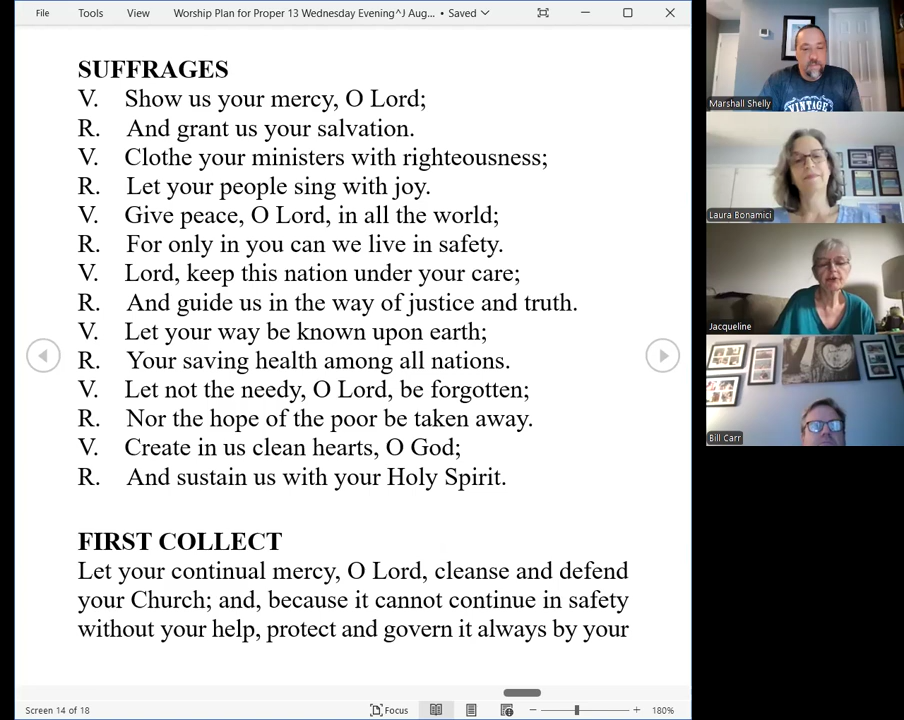 File Tools View Worship Plan for Proper 13 Wednesday Evening^J Aug... • Saved
SUFFRAGES
V. Show us your mercy, O Lord;
R. And grant us your salvation.
V. Clothe your ministers with righteousness;
R. Let your people sing with joy.
V. Give peace, O Lord, in all the world;
R. For only in you can we live in safety.
V. Lord, keep this nation under your care;
R. And guide us in the way of justice and truth.
V. Let your way be known upon earth;
R. Your saving health among all nations.
V. Let not the needy, O Lord, be forgotten;
R. Nor the hope of the poor be taken away.
V. Create in us clean hearts, O God;
R. And sustain us with your Holy Spirit.
FIRST COLLECT
Let your continual mercy, O Lord, cleanse and defend
your Church; and, because it cannot continue in safety
without your help, protect and govern it always by your
Screen 14 of 18 Focus 180%
VINTAGE
Marshall Shelly
Laura Bonamici
Jacqueline
Bill Carr